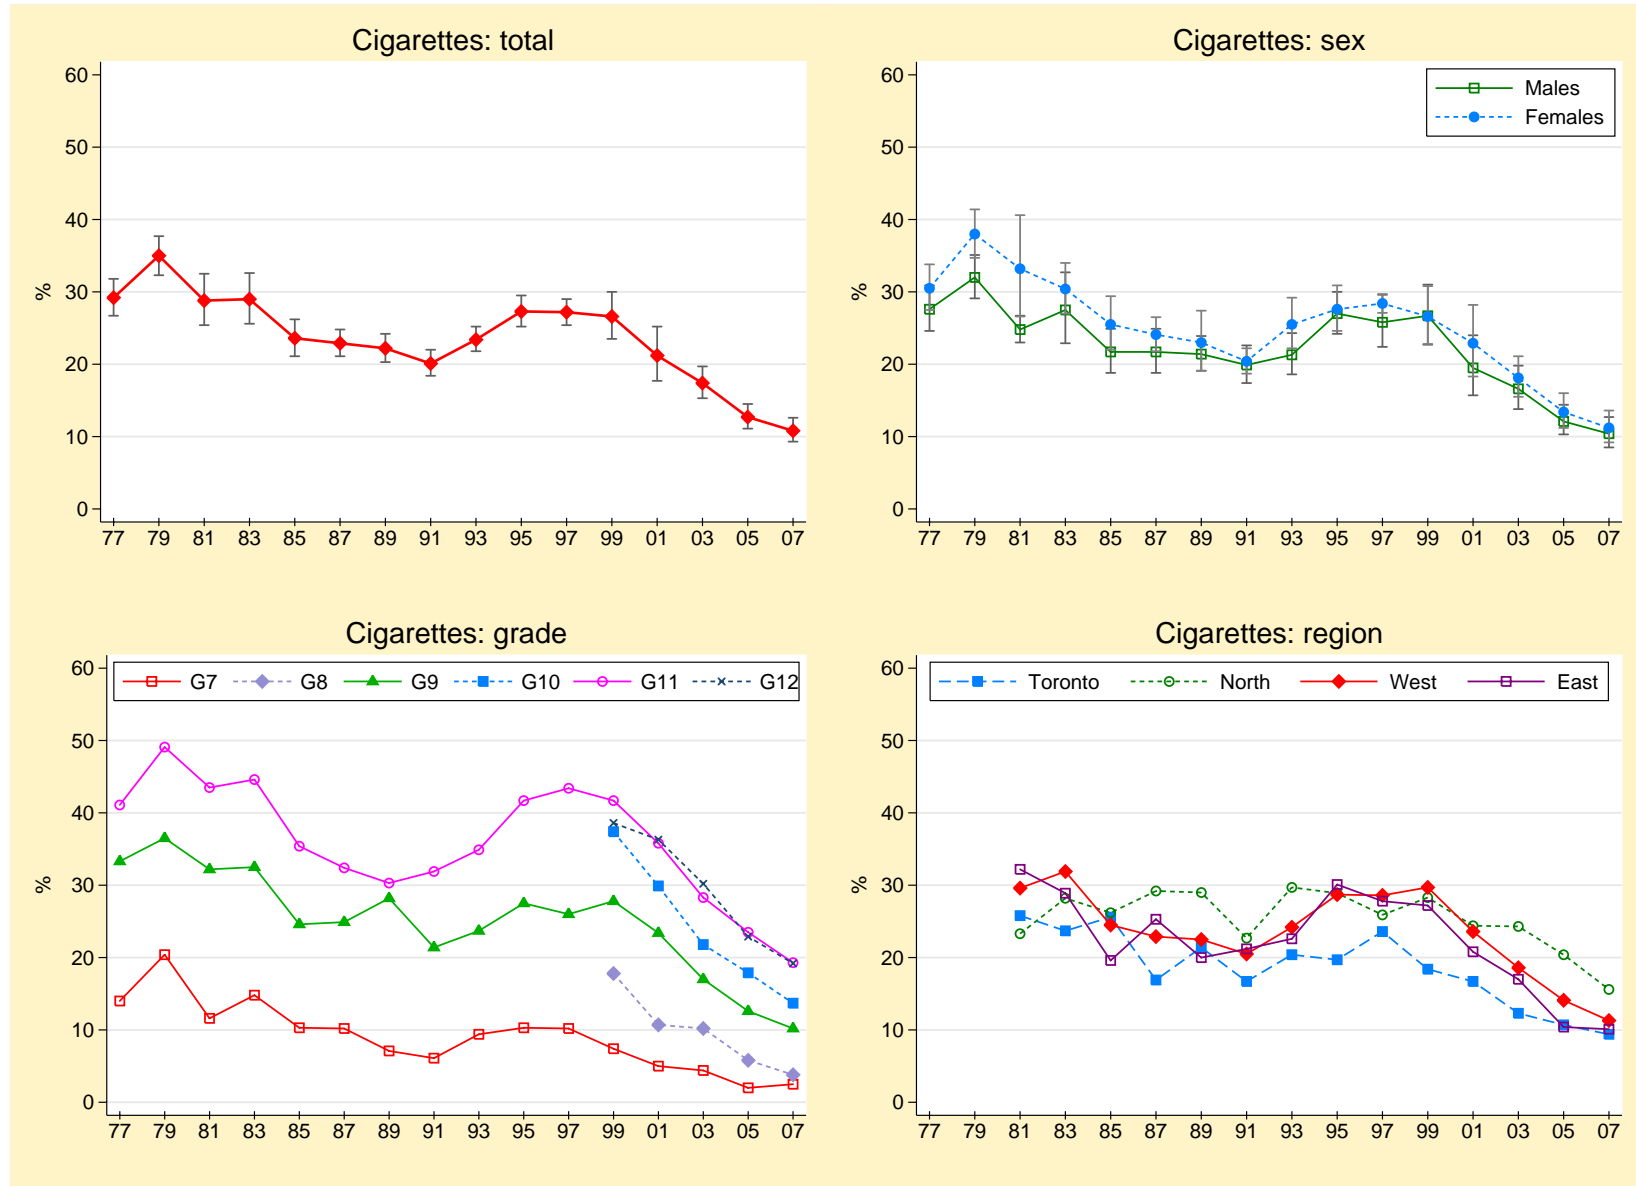 Cigarettes: total
60
50
40
30
20
10
0
%
77 79 81 83 85 87 89 91 93 95 97 99 01 03 05 07
Cigarettes: sex
Males
Females
60
50
40
30
20
10
0
%
77 79 81 83 85 87 89 91 93 95 97 99 01 03 05 07
Cigarettes: grade
G7 G8 G9 G10 G11 G12
60
50
40
30
20
10
0
%
77 79 81 83 85 87 89 91 93 95 97 99 01 03 05 07
Cigarettes: region
Toronto North West East
60
50
40
30
20
10
0
%
77 79 81 83 85 87 89 91 93 95 97 99 01 03 05 07